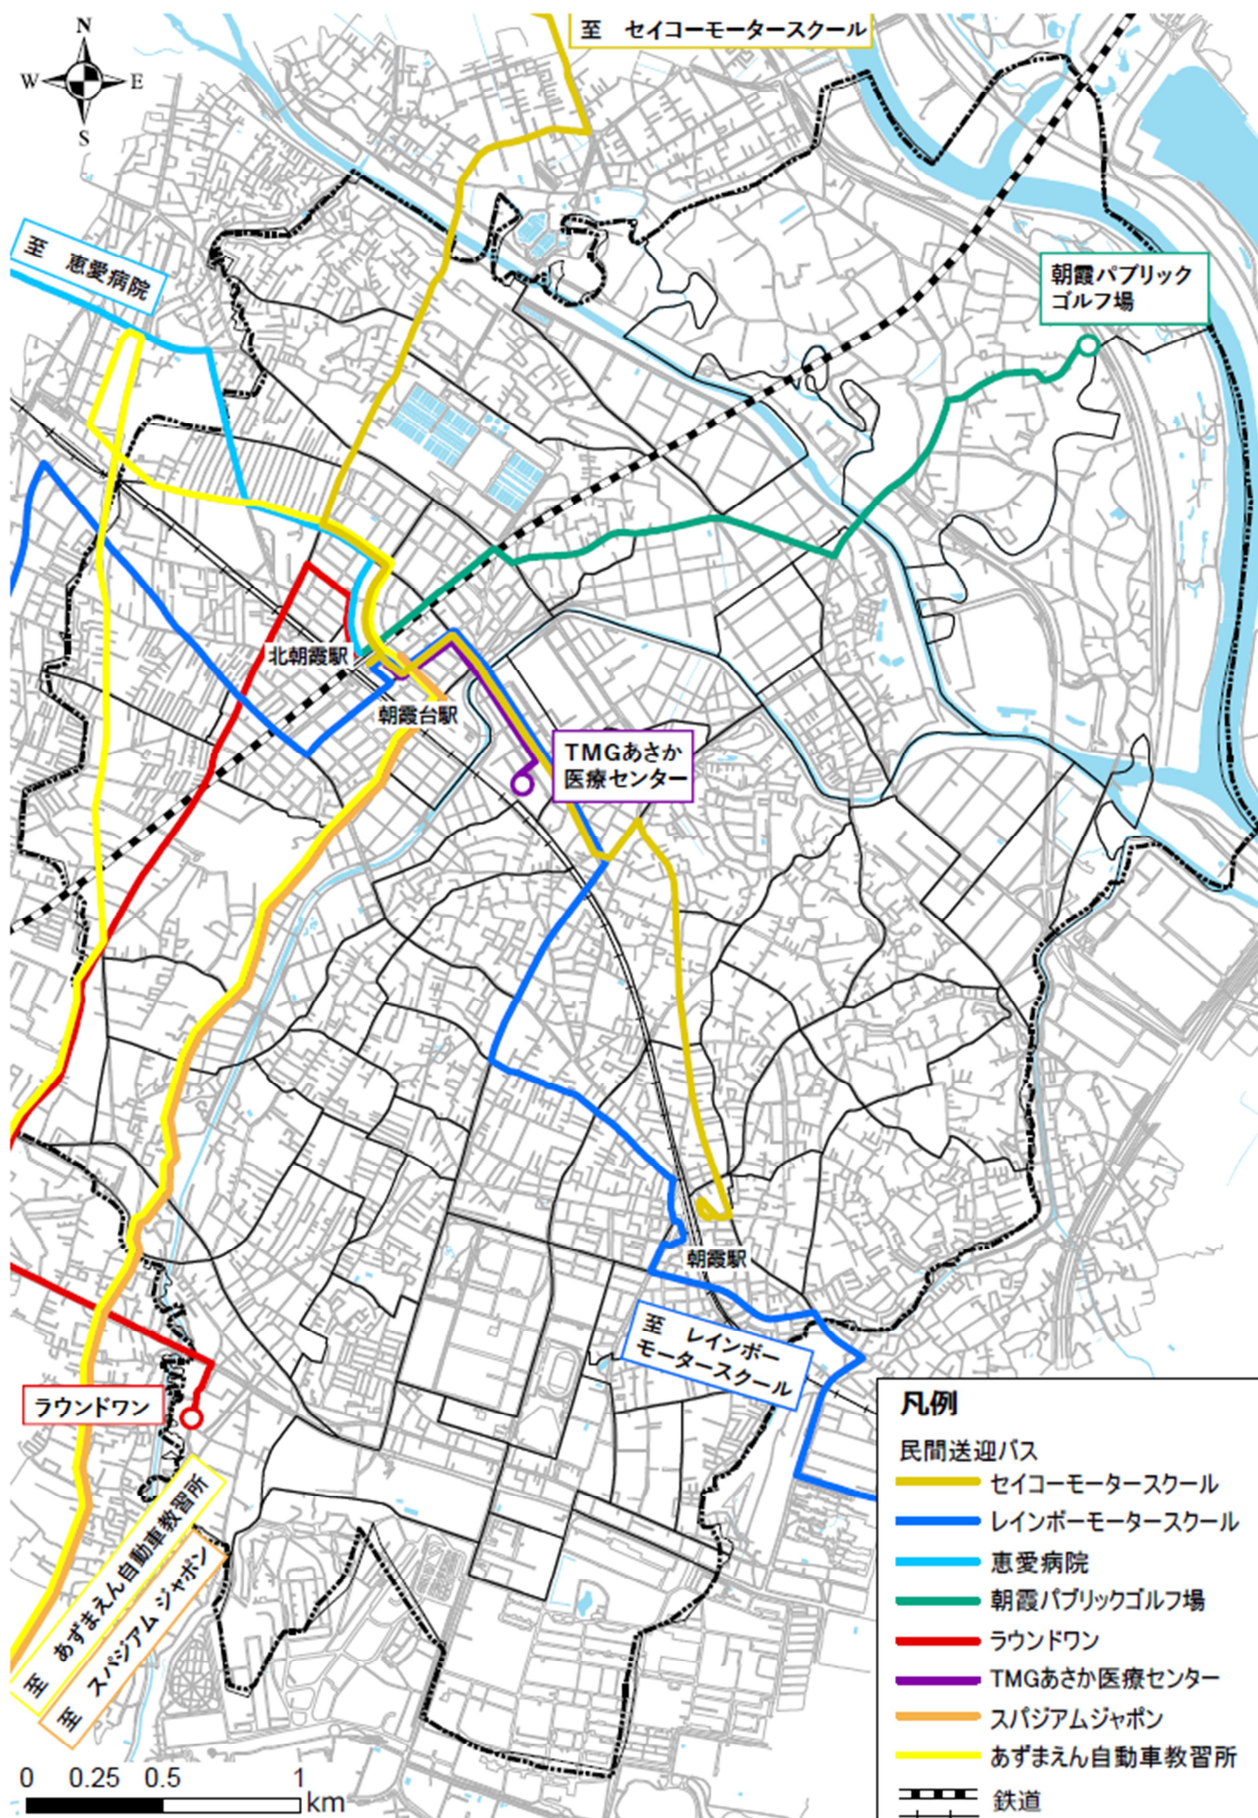 至 セイコーモータースクール
N
W
E
S
至 恵愛病院
朝霞パブリック
ゴルフ場
北朝霞駅
朝霞台駅
TMGあさか
医療センター
朝霞駅
至 レインボー
モータースクール
ラウンドワン
至 あずまえん自動車教習所
至 スパジアム ジャポン
凡例
民間送迎バス
セイコーモータースクール
レインボーモータースクール
恵愛病院
朝霞パブリックゴルフ場
ラウンドワン
TMGあさか医療センター
スパジアムジャポン
あずまえん自動車教習所
鉄道
0 0.25 0.5 1
km